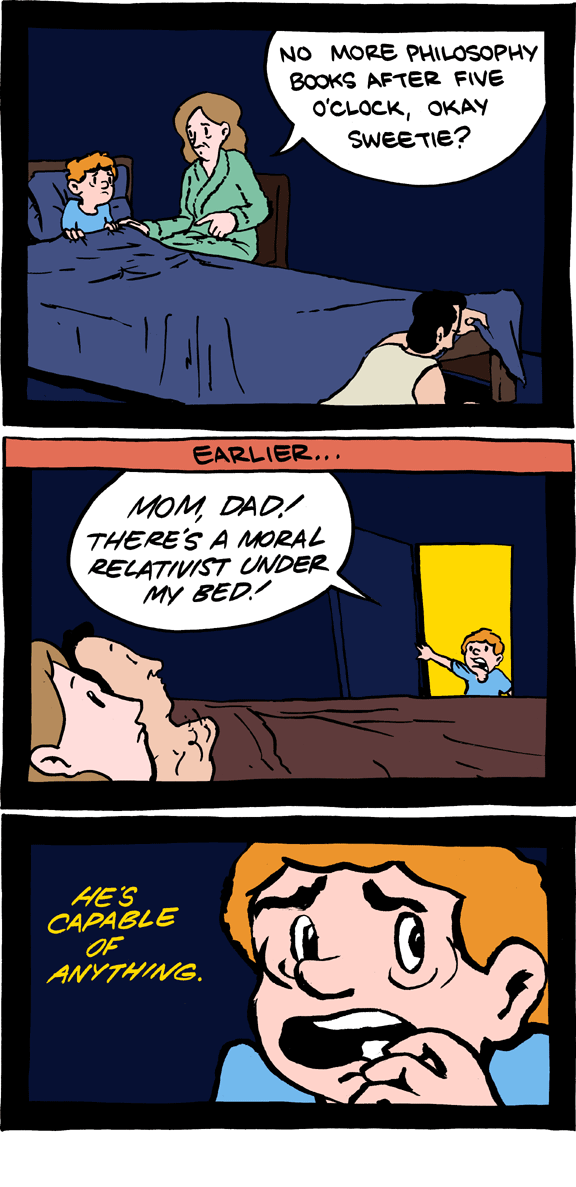 NO MORE PHILOSOPHY
BOOKS AFTER FIVE
O'CLOCK, OKAY
SWEETIE?
EARLIER...
MOM, DAD!
THERE'S A MORAL
RELATIVIST UNDER
MY BED!
HE'S
CAPABLE
OF
ANYTHING.